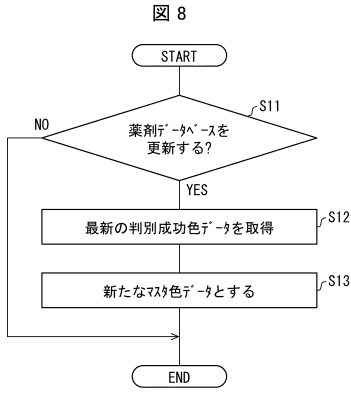 図 8
START
S11
NO
薬剤ﾃﾞｰﾀﾍﾞｰｽを
更新する?
YES
S12
最新の判別成功色ﾃﾞｰﾀを取得
S13
新たなﾏｽﾀ色ﾃﾞｰﾀとする
END